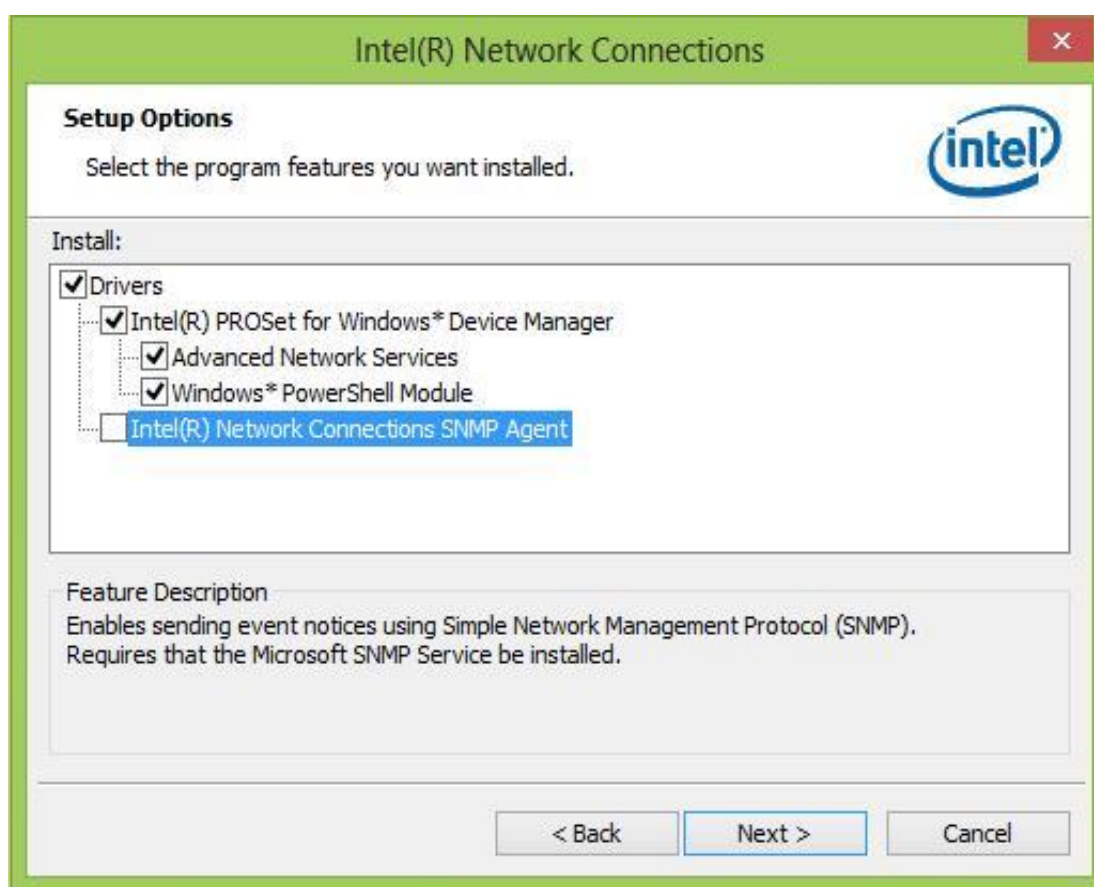 Intel(R) Network Connections
Setup Options
Select the program features you want installed.
intel
Install:
Drivers
Intel(R) PROSet for Windows* Device Manager
Advanced Network Services
Windows* PowerShell Module
Intel(R) Network Connections SNMP Agent
Feature Description
Enables sending event notices using Simple Network Management Protocol (SNMP).
Requires that the Microsoft SNMP Service be installed.
< Back Next > Cancel